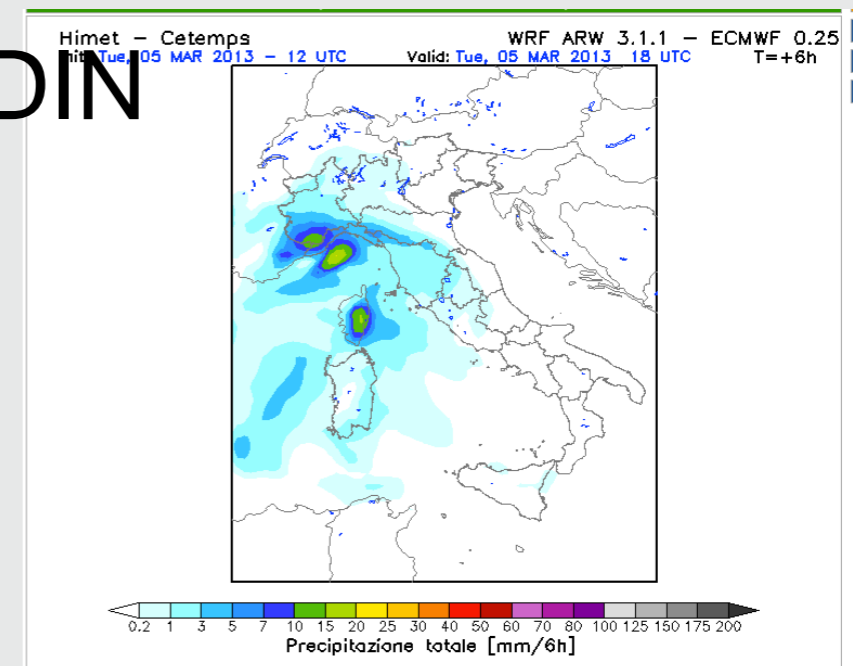 Himet – Cetemps WRF ARW 3.1.1 – ECMWF 0.25
nit: Tue, 05 MAR 2013 – 12 UTC Valid: Tue, 05 MAR 2013 18 UTC T=+6h
DIN
0.2 1 3 5 7 10 15 20 25 30 40 50 60 70 80 100 125 150 175 200
Precipitazione totale [mm/6h]